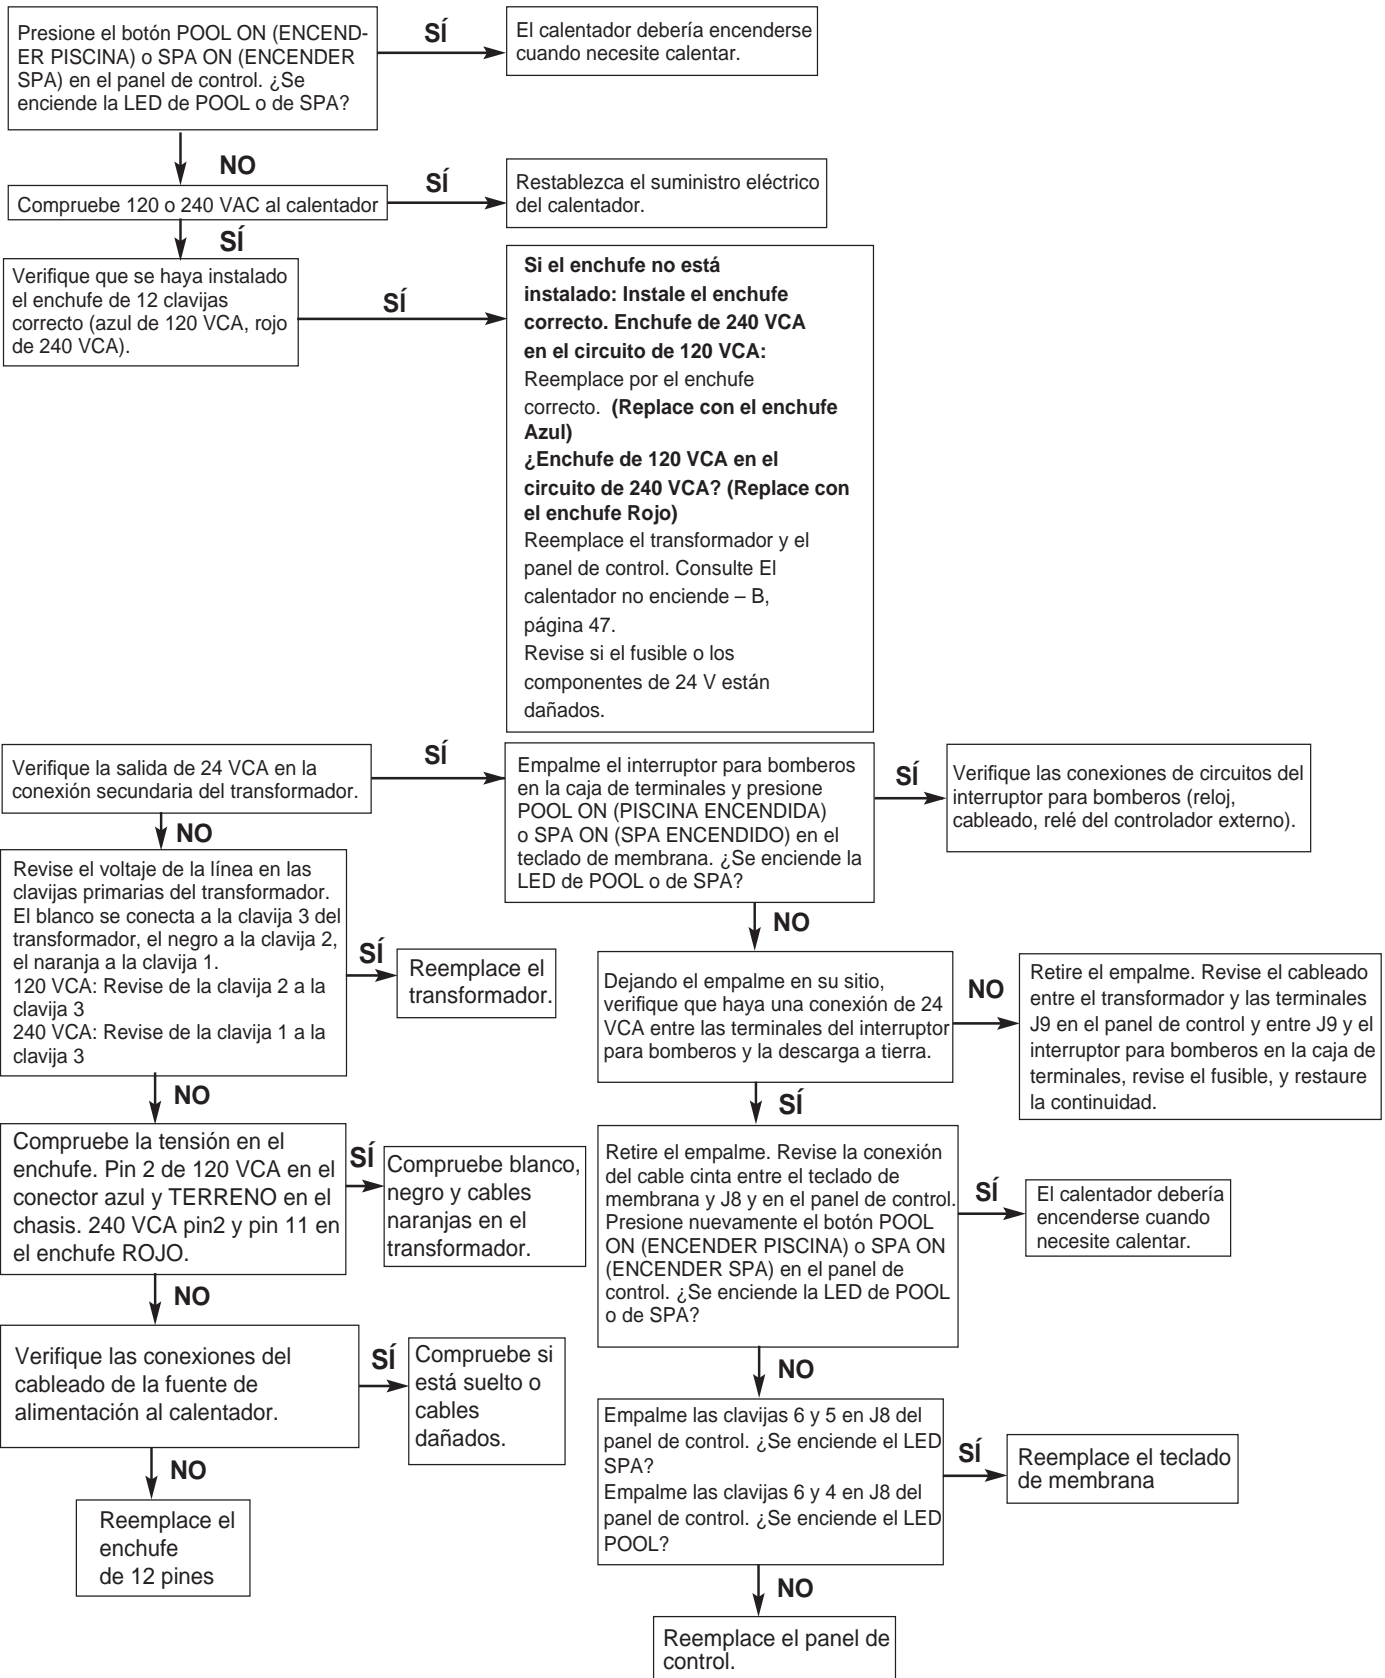 Presione el botón POOL ON (ENCEND-
ER PISCINA) o SPA ON (ENCENDER
SPA) en el panel de control. ¿Se
enciende la LED de POOL o de SPA?
SÍ
El calentador debería encenderse
cuando necesite calentar.
NO
Compruebe 120 o 240 VAC al calentador
SÍ
Restablezca el suministro eléctrico
del calentador.
SÍ
Verifique que se haya instalado
el enchufe de 12 clavijas
correcto (azul de 120 VCA, rojo
de 240 VCA).
SÍ
Si el enchufe no está
instalado: Instale el enchufe
correcto. Enchufe de 240 VCA
en el circuito de 120 VCA:
Reemplace por el enchufe
correcto. (Replace con el enchufe
Azul)
¿Enchufe de 120 VCA en el
circuito de 240 VCA? (Replace con
el enchufe Rojo)
Reemplace el transformador y el
panel de control. Consulte El
calentador no enciende – B,
página 47.
Revise si el fusible o los
componentes de 24 V están
dañados.
Verifique la salida de 24 VCA en la
conexión secundaria del transformador.
SÍ
Empalme el interruptor para bomberos
en la caja de terminales y presione
POOL ON (PISCINA ENCENDIDA)
o SPA ON (SPA ENCENDIDO) en el
teclado de membrana. ¿Se enciende la
LED de POOL o de SPA?
SÍ
Verifique las conexiones de circuitos del
interruptor para bomberos (reloj,
cableado, relé del controlador externo).
NO
Revise el voltaje de la línea en las
clavijas primarias del transformador.
El blanco se conecta a la clavija 3 del
transformador, el negro a la clavija 2,
el naranja a la clavija 1.
120 VCA: Revise de la clavija 2 a la
clavija 3
240 VCA: Revise de la clavija 1 a la
clavija 3
SÍ
Reemplace el
transformador.
NO
Dejando el empalme en su sitio,
verifique que haya una conexión de 24
VCA entre las terminales del interruptor
para bomberos y la descarga a tierra.
NO
Retire el empalme. Revise el cableado
entre el transformador y las terminales
J9 en el panel de control y entre J9 y el
interruptor para bomberos en la caja de
terminales, revise el fusible, y restaure
la continuidad.
NO
Compruebe la tensión en el
enchufe. Pin 2 de 120 VCA en el
conector azul y TERRENO en el
chasis. 240 VCA pin2 y pin 11 en
el enchufe ROJO.
SÍ
Compruebe blanco,
negro y cables
naranjas en el
transformador.
SÍ
Retire el empalme. Revise la conexión
del cable cinta entre el teclado de
membrana y J8 y en el panel de control.
Presione nuevamente el botón POOL
ON (ENCENDER PISCINA) o SPA ON
(ENCENDER SPA) en el panel de
control. ¿Se enciende la LED de POOL
o de SPA?
SÍ
El calentador debería
encenderse cuando
necesite calentar.
NO
Verifique las conexiones del
cableado de la fuente de
alimentación al calentador.
SÍ
Compruebe si
está suelto o
cables
dañados.
NO
Empalme las clavijas 6 y 5 en J8 del
panel de control. ¿Se enciende el LED
SPA?
Empalme las clavijas 6 y 4 en J8 del
panel de control. ¿Se enciende el LED
POOL?
SÍ
Reemplace el teclado
de membrana
NO
Reemplace el
enchufe
de 12 pines
NO
Reemplace el panel de
control.